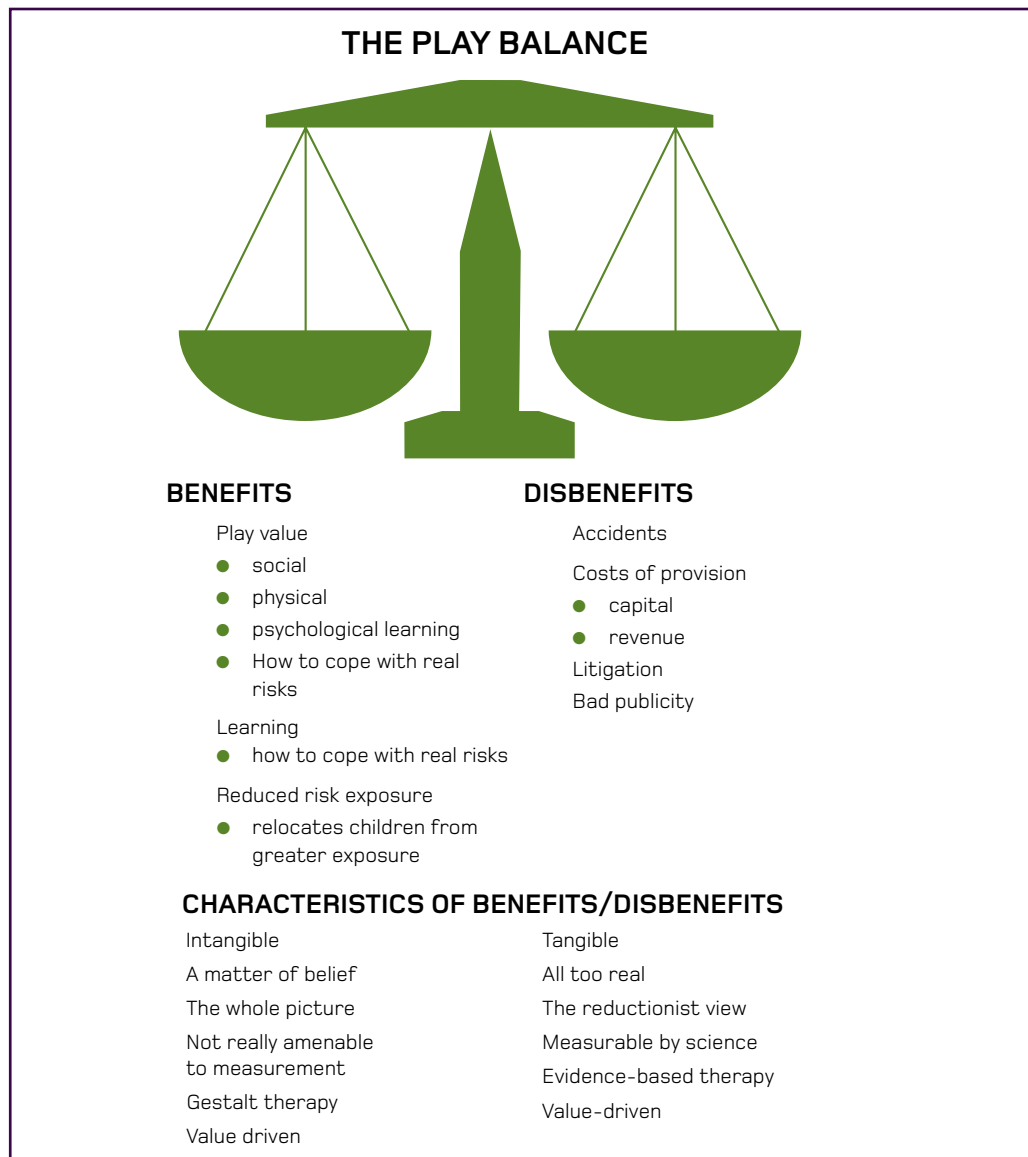 THE PLAY BALANCE
BENEFITS
Play value
social
physical
psychological learning
How to cope with real
risks
Learning
how to cope with real risks
Reduced risk exposure
relocates children from
greater exposure
DISBENEFITS
Accidents
Costs of provision
capital
revenue
Litigation
Bad publicity
CHARACTERISTICS OF BENEFITS/DISBENEFITS
Intangible
A matter of belief
The whole picture
Not really amenable
to measurement
Gestalt therapy
Value driven
Tangible
All too real
The reductionist view
Measurable by science
Evidence-based therapy
Value-driven